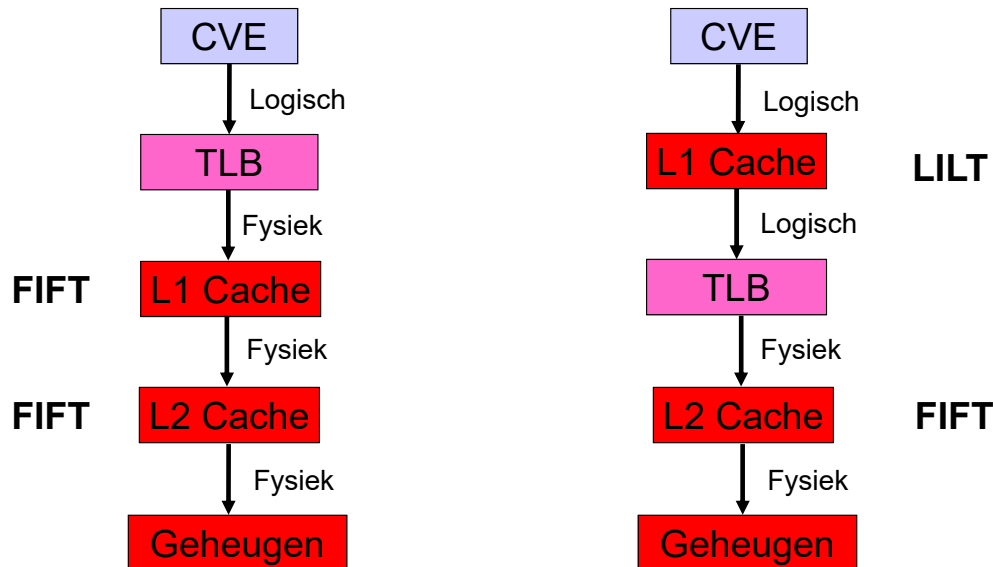 CVE
Logisch
TLB
Fysiek
FIFT
L1 Cache
Fysiek
FIFT
L2 Cache
Fysiek
Geheugen
CVE
Logisch
L1 Cache
LILT
Logisch
TLB
Fysiek
L2 Cache
FIFT
Fysiek
Geheugen